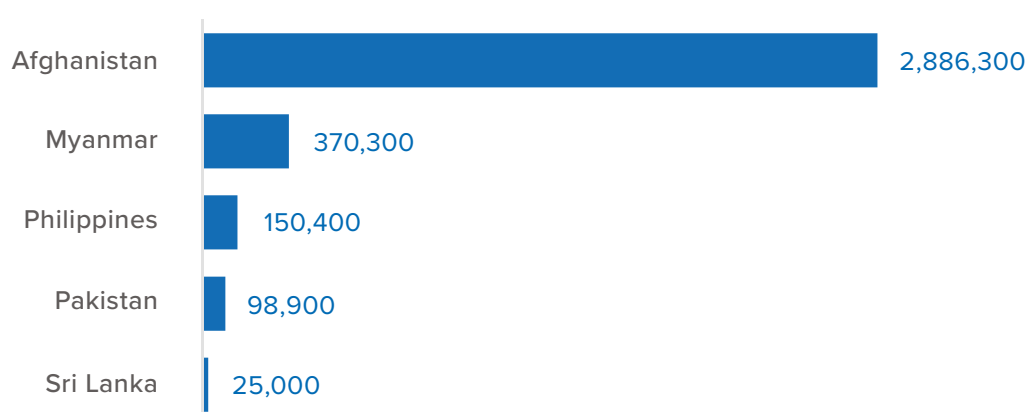 Afghanistan 2,886,300
Myanmar 370,300
Philippines 150,400
Pakistan 98,900
Sri Lanka 25,000